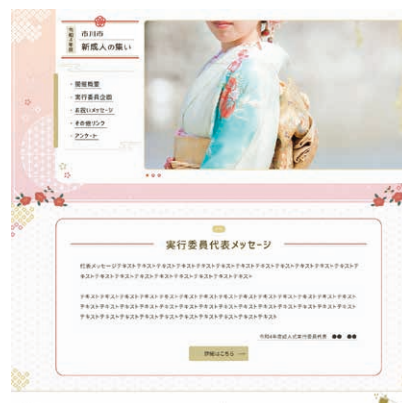 令和4年度
市川市
新成人の集い
開催概要
実行委員企画
お祝いメッセージ
その他リンク
アンケート
実行委員代表メッセージ
代表メッセージテキストテキストテキストテキストテキストテキストテキストテキストテキストテキストテキストテ
キストテキストテキストテキストテキストテキストテキストテキスト
テキストテキストテキストテキストテキストテキストテキストテキストテキストテキストテキストテキストテキスト
テキストテキストテキストテキストテキストテキストテキストテキストテキストテキストテキストテキストテキスト
テキストテキストテキストテキストテキストテキストテキストテキストテキスト
令和4年度成人式実行委員代表 ●● ●●
詳細はこちら